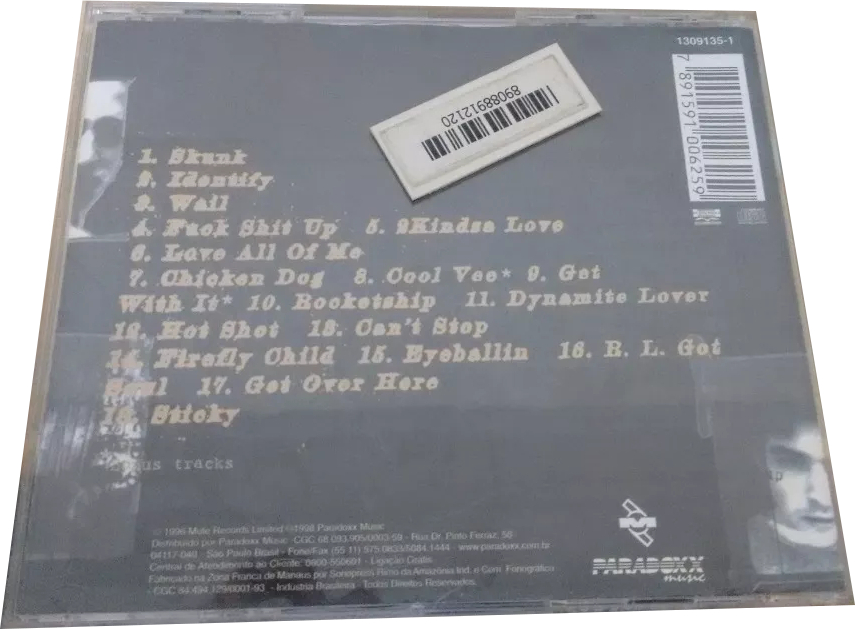 1309135-1
7 891591 006259
8908891212​0
1. Skunk
2. Identify
3. Wail
4. Fuck Shit Up 5. 2Kindsa Love
6. Love All Of Me
7. Chicken Dog 8. Cool Vee* 9. Get
With It* 10. Rocketship 11. Dynamite Lover
12. Hot Shot 13. Can't Stop
14. Firefly Child 15. Eyeballin 16. R. L. Got
Soul 17. Get Over Here
18. Sticky
tracks
© 1996 Mute Records Limited ©1998 Paradoxx Music
Distribuído por Paradoxx Music -CGC 68.093.905/0003-59 - Rua Dr. Pinto Ferraz, 58 -
04117-040 - São Paulo Brasil - Fone/Fax (55 11) 575.0833/5084.1444 - www.paradoxx.com.br
Central de Atendimento ao Cliente: 0800-550691 - Ligação Grátis
Fabricado na Zona Franca de Manaus por Sonopress Rimo da Amazônia Ind. e Com. Fonográfica
- CGC 84.494.129/0001-93 - Indústria Brasileira - Todos Direitos Reservados.
PARADOXX
music